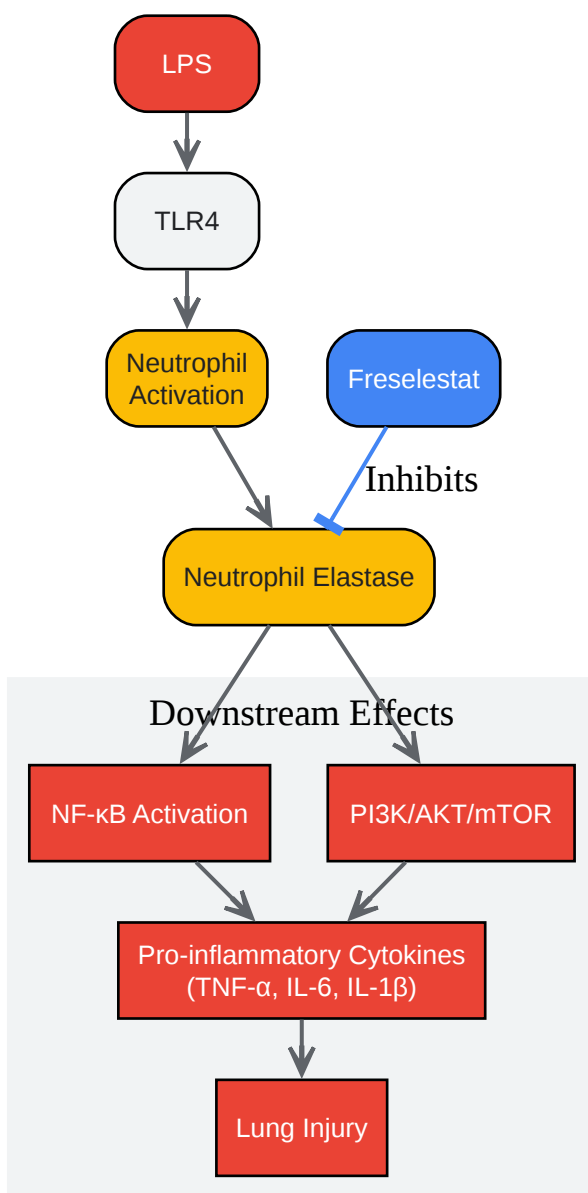 LPS
TLR4
Neutrophil
Activation
Freselestat
Inhibits
Neutrophil Elastase
Downstream Effects
NF-κB Activation
PI3K/AKT/mTOR
Pro-inflammatory Cytokines
(TNF-α, IL-6, IL-1β)
Lung Injury